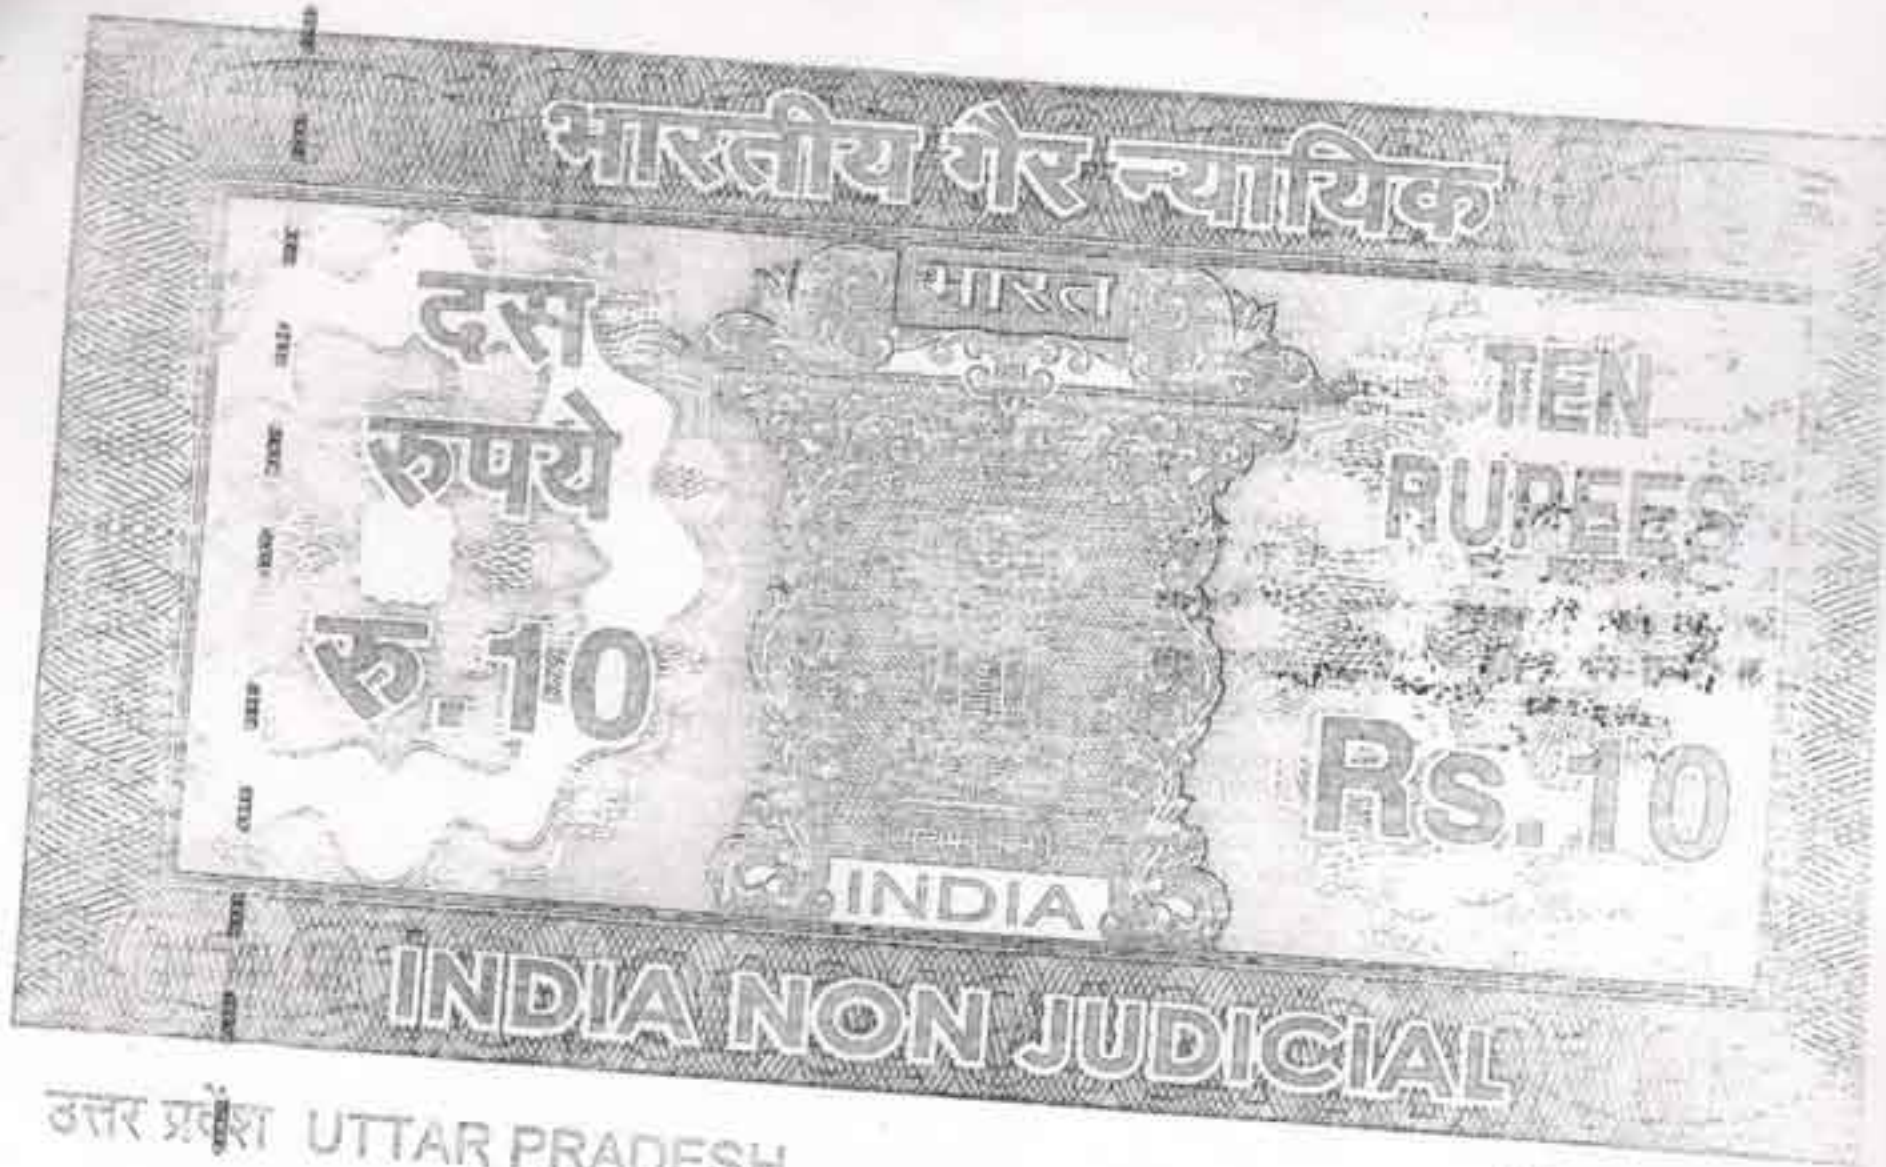 भारतीय गैर न्यायिक
भारत
दस
रुपये
रु.10
TEN
RUPEES
Rs.10
INDIA
INDIA NON JUDICIAL
उत्तर प्रदेश UTTAR PRADESH